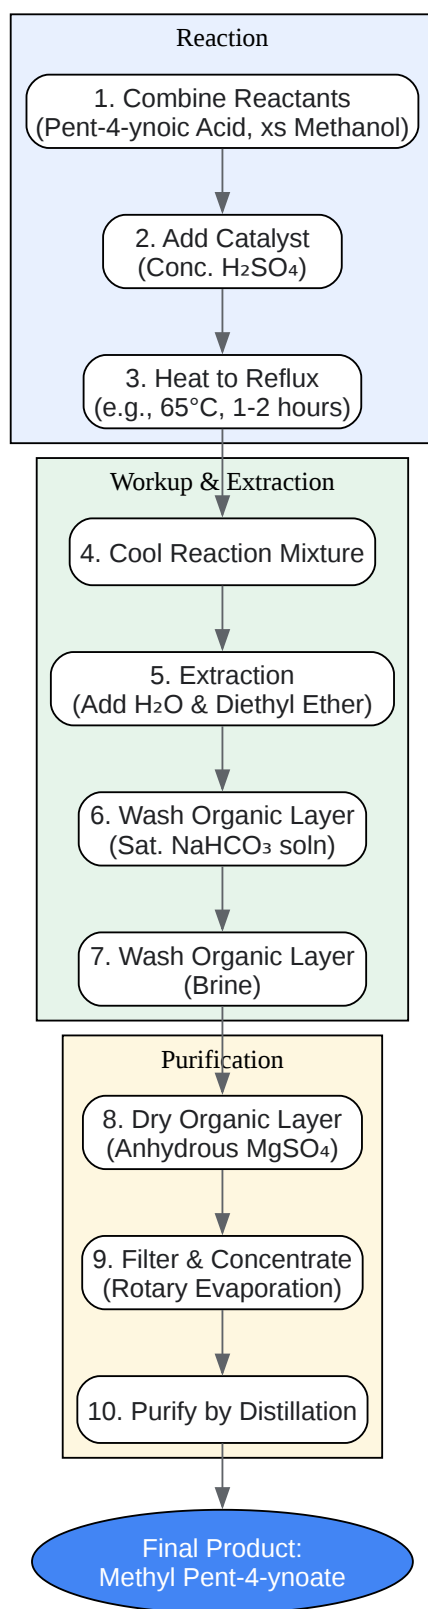 Reaction
1. Combine Reactants
(Pent-4-ynoic Acid, xs Methanol)
2. Add Catalyst
(Conc. H₂SO₄)
3. Heat to Reflux
(e.g., 65°C, 1-2 hours)
Workup & Extraction
4. Cool Reaction Mixture
5. Extraction
(Add H₂O & Diethyl Ether)
6. Wash Organic Layer
(Sat. NaHCO₃ soln)
7. Wash Organic Layer
(Brine)
Purification
8. Dry Organic Layer
(Anhydrous MgSO₄)
9. Filter & Concentrate
(Rotary Evaporation)
10. Purify by Distillation
Final Product:
Methyl Pent-4-ynoate